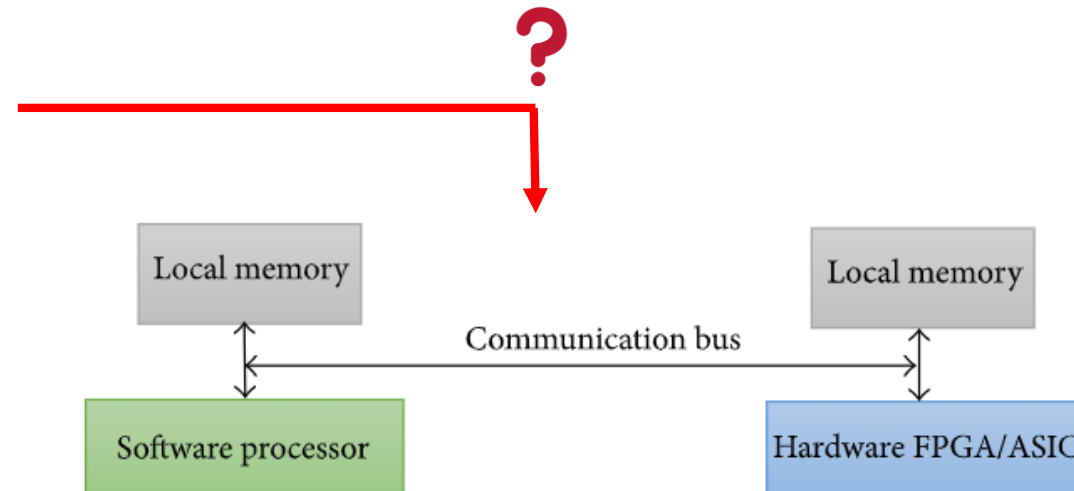 ?
Local memory
Local memory
Communication bus
Software processor
Hardware FPGA/ASIC